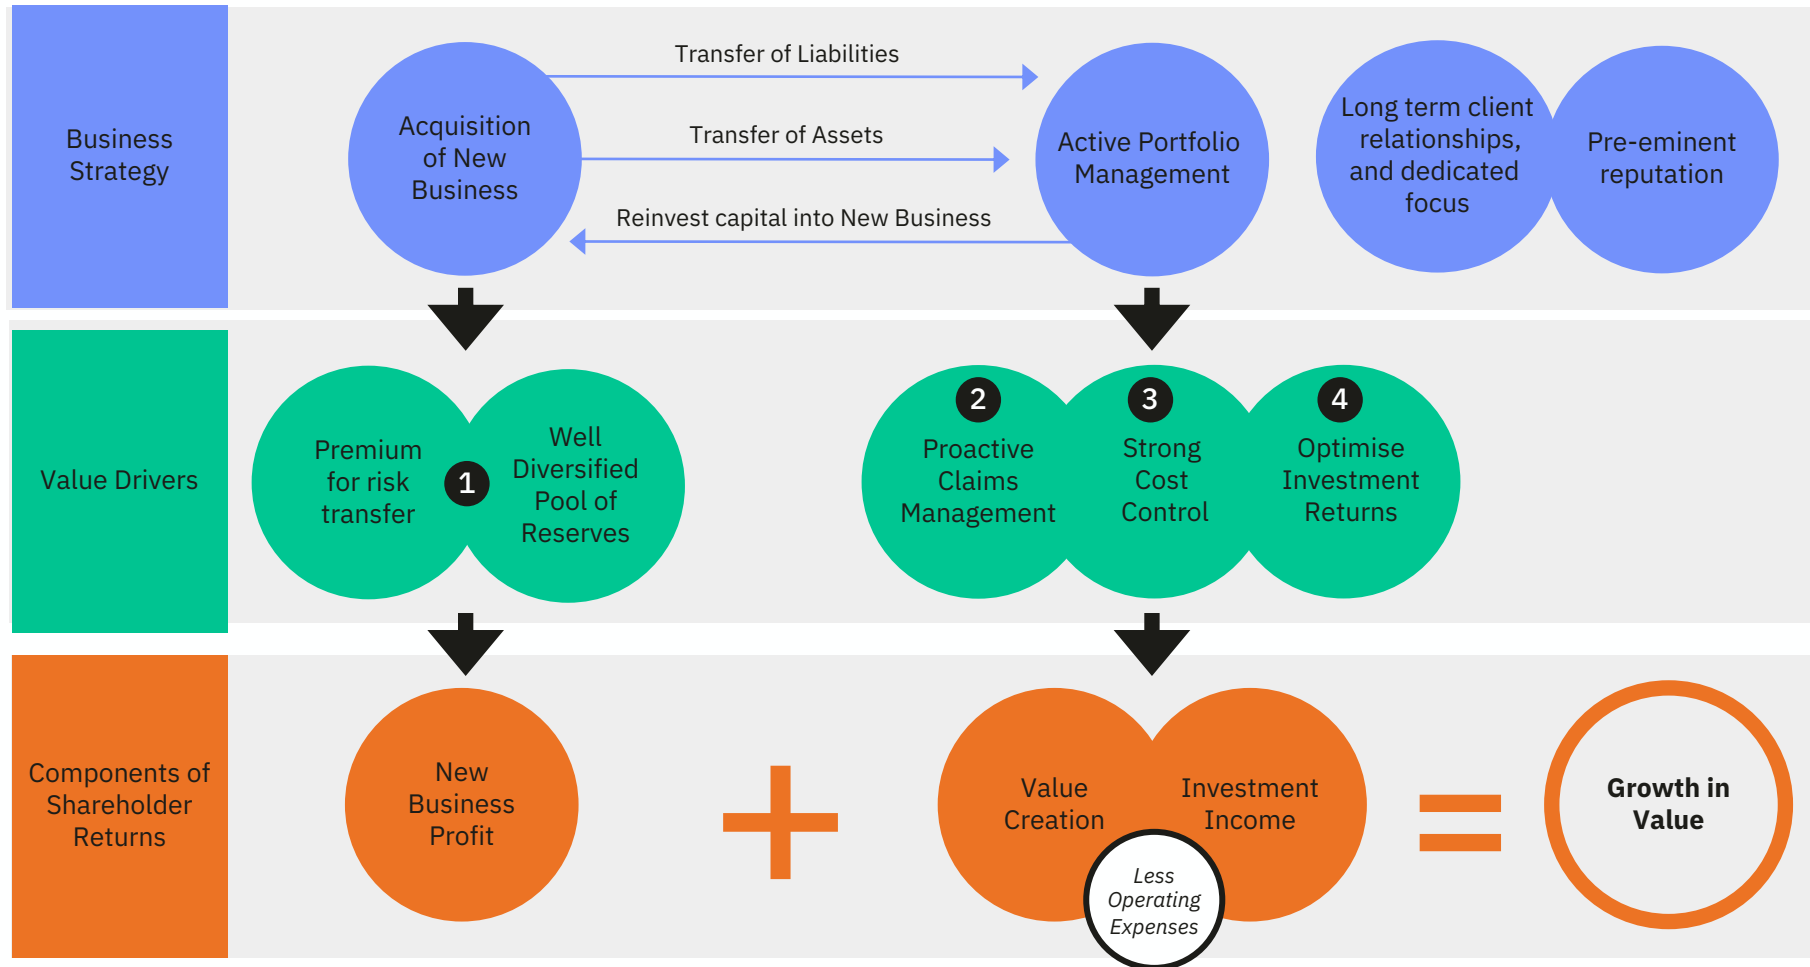 Business
Strategy
Acquisition
of New
Business
Transfer of Liabilities
Transfer of Assets
Reinvest capital into New Business
Active Portfolio
Management
Long term client
relationships,
and dedicated
focus
Pre-eminent
reputation
Value Drivers
Premium
for risk
transfer
1
Well
Diversified
Pool of
Reserves
2
Proactive
Claims
Management
3
Strong
Cost
Control
4
Optimise
Investment
Returns
Components of
Shareholder
Returns
New
Business
Profit
+
Value
Creation
Investment
Income
Less
Operating
Expenses
=
Growth in
Value